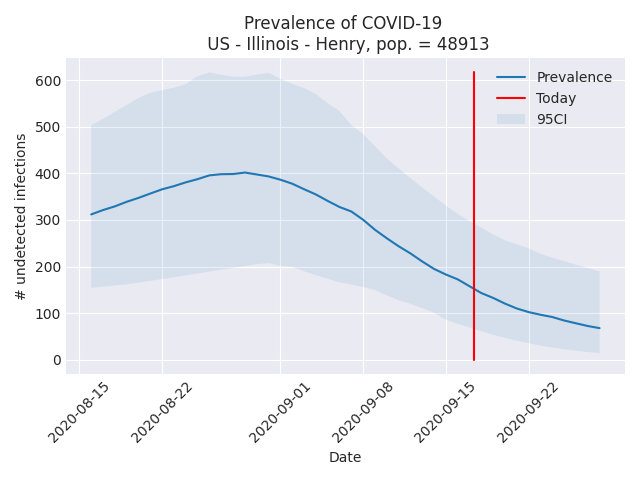 Prevalence of COVID-19
US - Illinois - Henry, pop. = 48913
Prevalence
Today
95CI
# undetected infections
600
500
400
300
200
100
0
2020-08-15
2020-08-22
2020-09-01
2020-09-08
2020-09-15
2020-09-22
Date